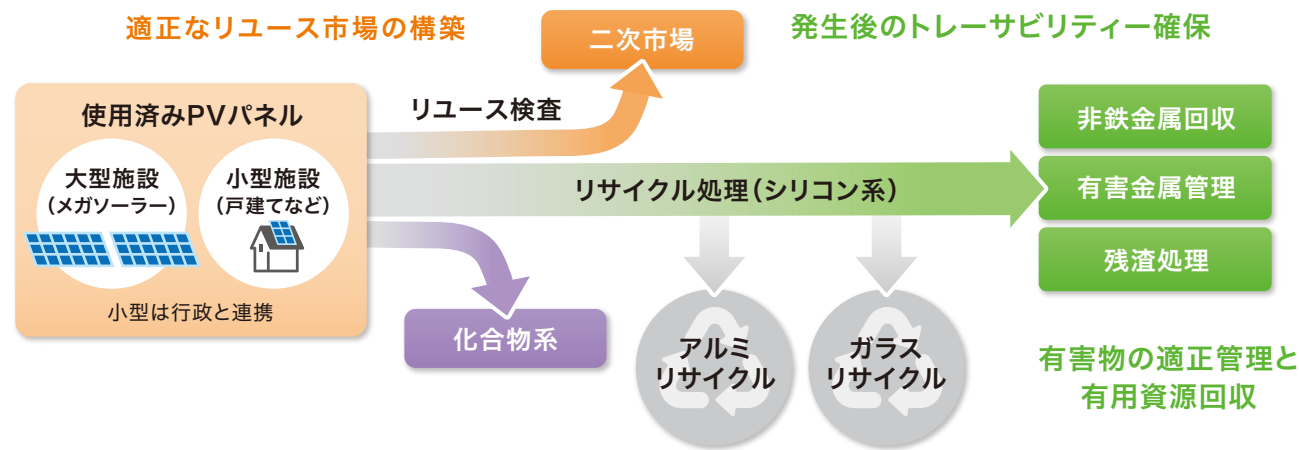 適正なリユース市場の構築
二次市場
発生後のトレーサビリティー確保
使用済みPVパネル
大型施設
（メガソーラー）
小型施設
（戸建てなど）
小型は行政と連携
リユース検査
リサイクル処理（シリコン系）
化合物系
アルミ
リサイクル
ガラス
リサイクル
非鉄金属回収
有害金属管理
残渣処理
有害物の適正管理と
有用資源回収